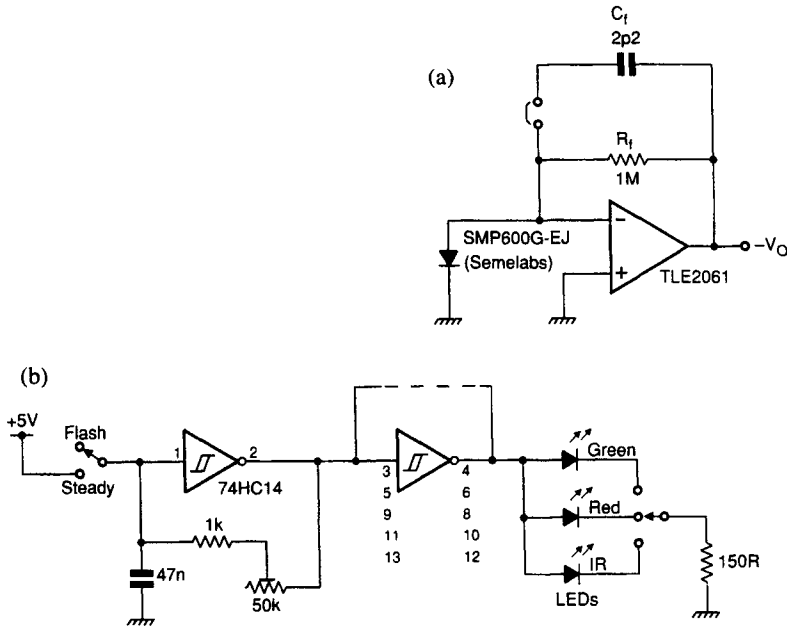 (a)
C_f
2p2
R_f
1M
SMP600G-EJ
(Semelabs)
−
+
TLE2061
−V_O
(b)
+5V
Flash
Steady
1
2
74HC14
1k
47n
50k
3
4
5
6
9
8
11
10
13
12
Green
Red
IR
LEDs
150R